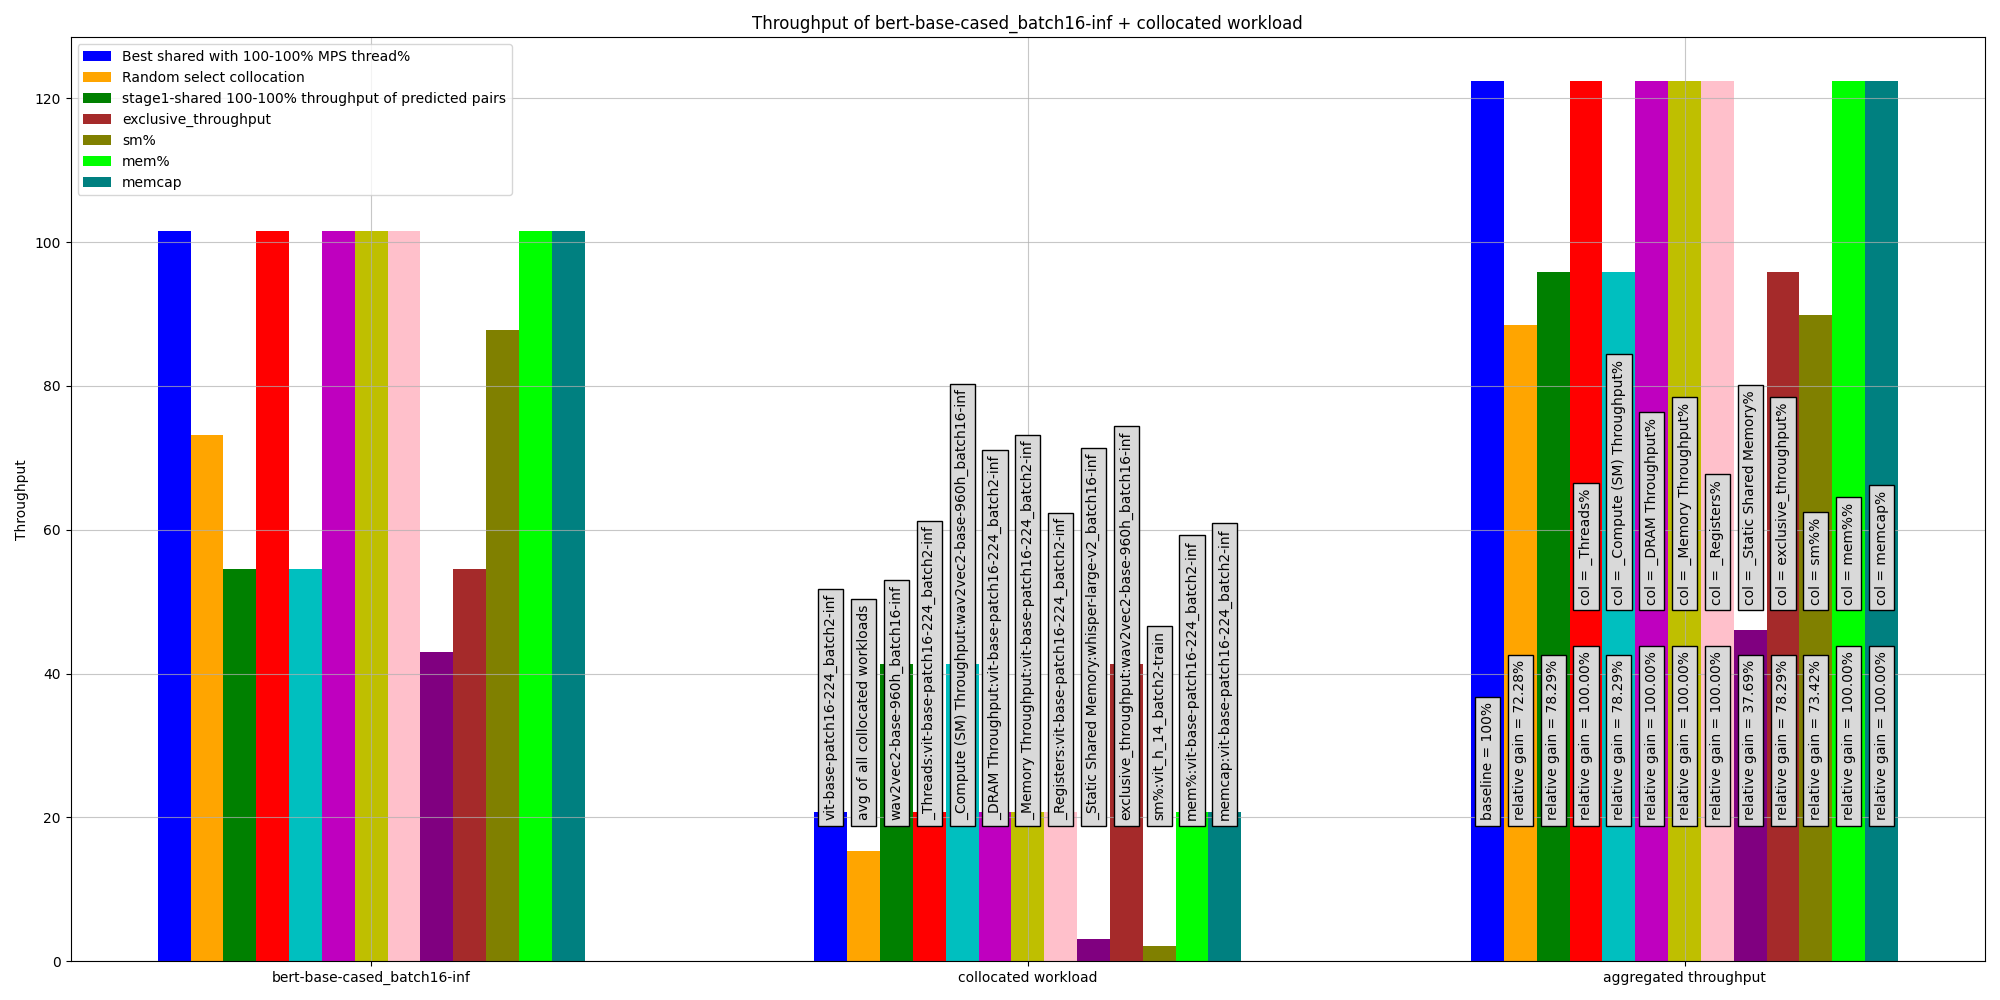 Throughput of bert-base-cased_batch16-inf + collocated workload
Best shared with 100-100% MPS thread%
Random select collocation
stage1-shared 100-100% throughput of predicted pairs
exclusive_throughput
sm%
mem%
memcap
Throughput
120
100
80
60
40
20
0
vit-base-patch16-224_batch2-inf
avg of all collocated workloads
wav2vec2-base-960h_batch16-inf
_Threads:vit-base-patch16-224_batch2-inf
_Compute (SM) Throughput:wav2vec2-base-960h_batch16-inf
_DRAM Throughput:vit-base-patch16-224_batch2-inf
_Memory Throughput:vit-base-patch16-224_batch2-inf
_Registers:vit-base-patch16-224_batch2-inf
_Static Shared Memory:whisper-large-v2_batch16-inf
exclusive_throughput:wav2vec2-base-960h_batch16-inf
sm%:vit_h_14_batch2-train
mem%:vit-base-patch16-224_batch2-inf
memcap:vit-base-patch16-224_batch2-inf
col = _Threads%
col = _Compute (SM) Throughput%
col = _DRAM Throughput%
col = _Memory Throughput%
col = _Registers%
col = _Static Shared Memory%
col = exclusive_throughput%
col = sm%%
col = mem%%
col = memcap%
baseline = 100%
relative gain = 72.28%
relative gain = 78.29%
relative gain = 100.00%
relative gain = 78.29%
relative gain = 100.00%
relative gain = 100.00%
relative gain = 100.00%
relative gain = 37.69%
relative gain = 78.29%
relative gain = 73.42%
relative gain = 100.00%
relative gain = 100.00%
bert-base-cased_batch16-inf
collocated workload
aggregated throughput